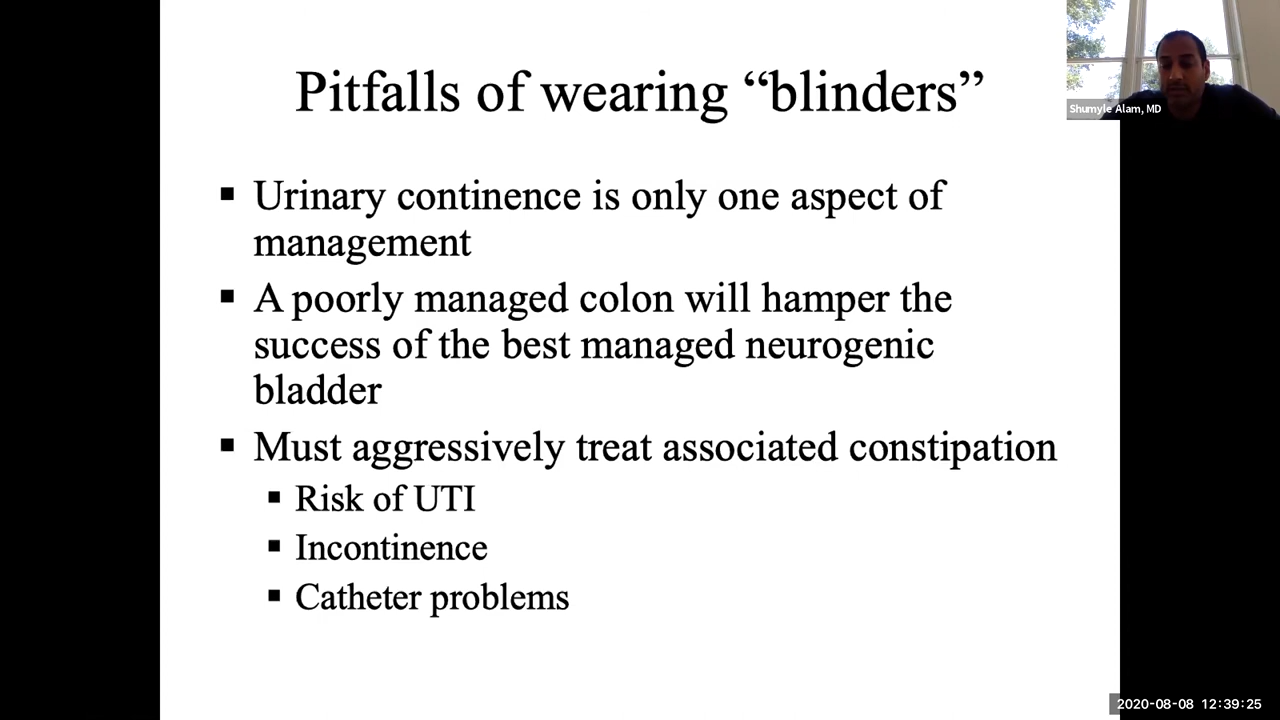 Pitfalls of wearing “blinders”
Shumyle Alam, MD
▪ Urinary continence is only one aspect of
management
▪ A poorly managed colon will hamper the
success of the best managed neurogenic
bladder
▪ Must aggressively treat associated constipation
▪ Risk of UTI
▪ Incontinence
▪ Catheter problems
2020-08-08 12:39:25